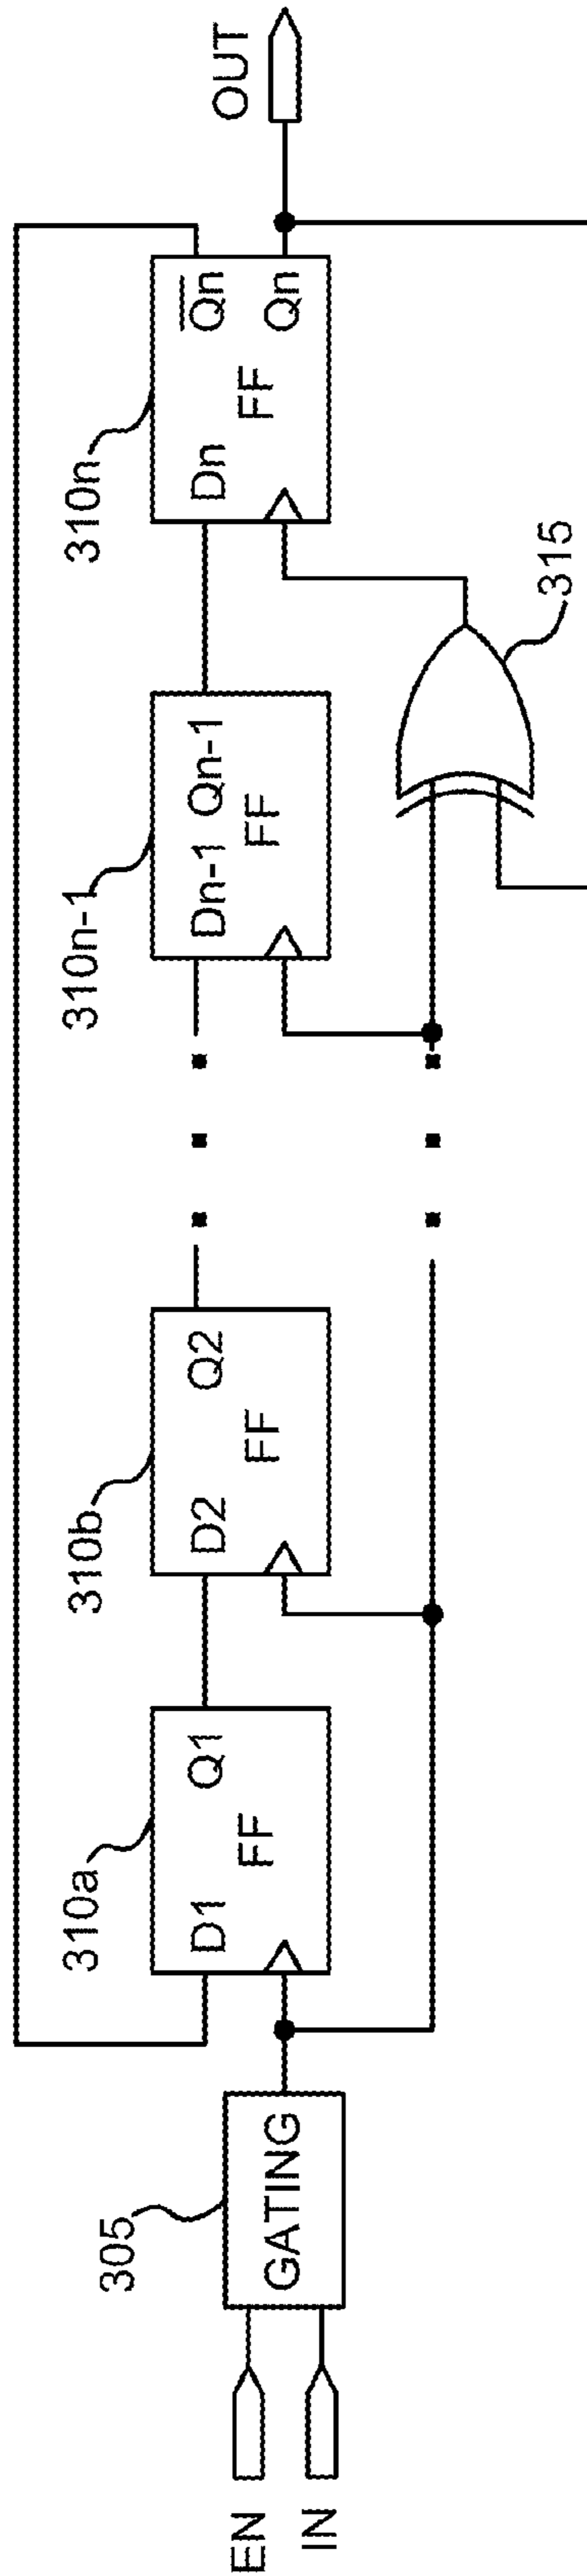 EN
IN
305
GATING
310a
D1 Q1
FF
310b
D2 Q2
FF
310n-1
Dn-1 Qn-1
FF
310n
Dn Qn
Qn
FF
315
OUT